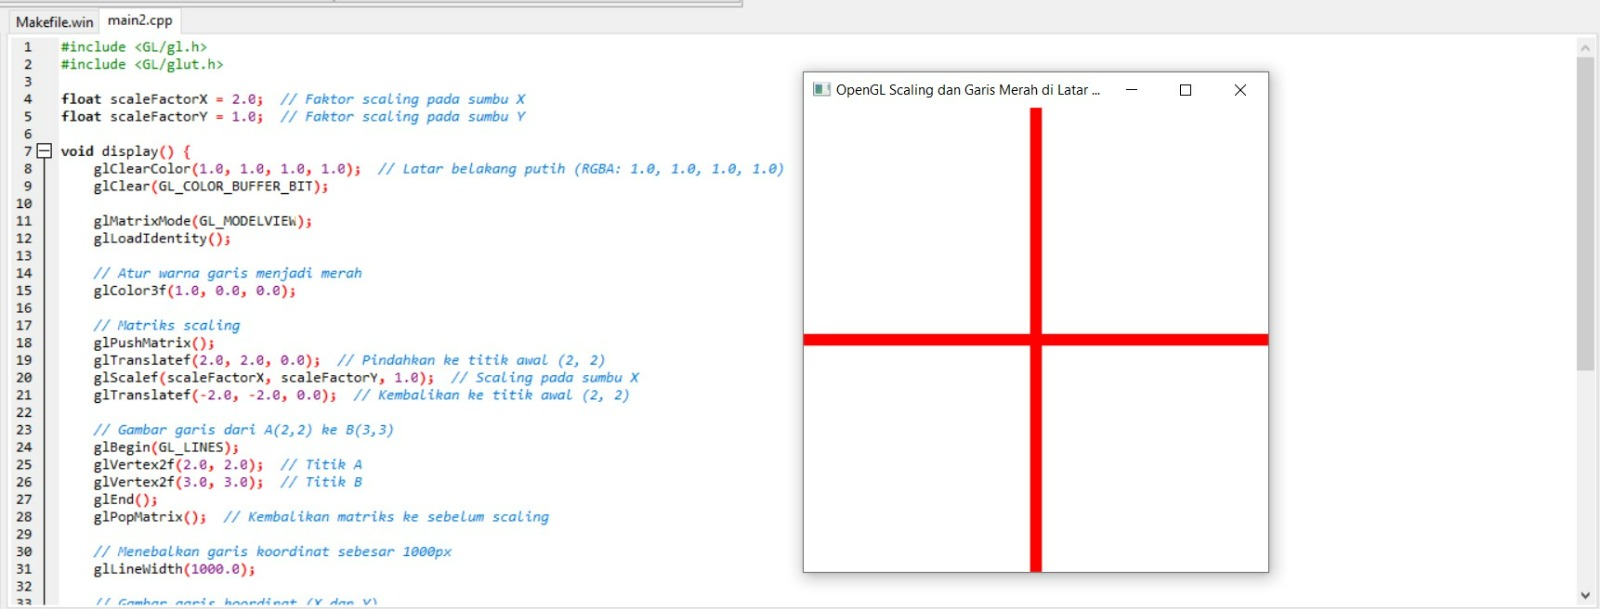 Makefile.win main2.cpp
1 #include <GL/gl.h>
2 #include <GL/glut.h>
3
4 float scaleFactorX = 2.0; // Faktor scaling pada sumbu X
5 float scaleFactorY = 1.0; // Faktor scaling pada sumbu Y
6
7 void display() {
8 glClearColor(1.0, 1.0, 1.0, 1.0); // Latar belakang putih (RGBA: 1.0, 1.0, 1.0, 1.0)
9 glClear(GL_COLOR_BUFFER_BIT);
10
11 glMatrixMode(GL_MODELVIEW);
12 glLoadIdentity();
13
14 // Atur warna garis menjadi merah
15 glColor3f(1.0, 0.0, 0.0);
16
17 // Matriks scaling
18 glPushMatrix();
19 glTranslatef(2.0, 2.0, 0.0); // Pindahkan ke titik awal (2, 2)
20 glScalef(scaleFactorX, scaleFactorY, 1.0); // Scaling pada sumbu X
21 glTranslatef(-2.0, -2.0, 0.0); // Kembalikan ke titik awal (2, 2)
22
23 // Gambar garis dari A(2,2) ke B(3,3)
24 glBegin(GL_LINES);
25 glVertex2f(2.0, 2.0); // Titik A
26 glVertex2f(3.0, 3.0); // Titik B
27 glEnd();
28 glPopMatrix(); // Kembalikan matriks ke sebelum scaling
29
30 // Menebalkan garis koordinat sebesar 1000px
31 glLineWidth(1000.0);
32
33 // Gambar garis koordinat (X dan Y)
OpenGL Scaling dan Garis Merah di Latar ...